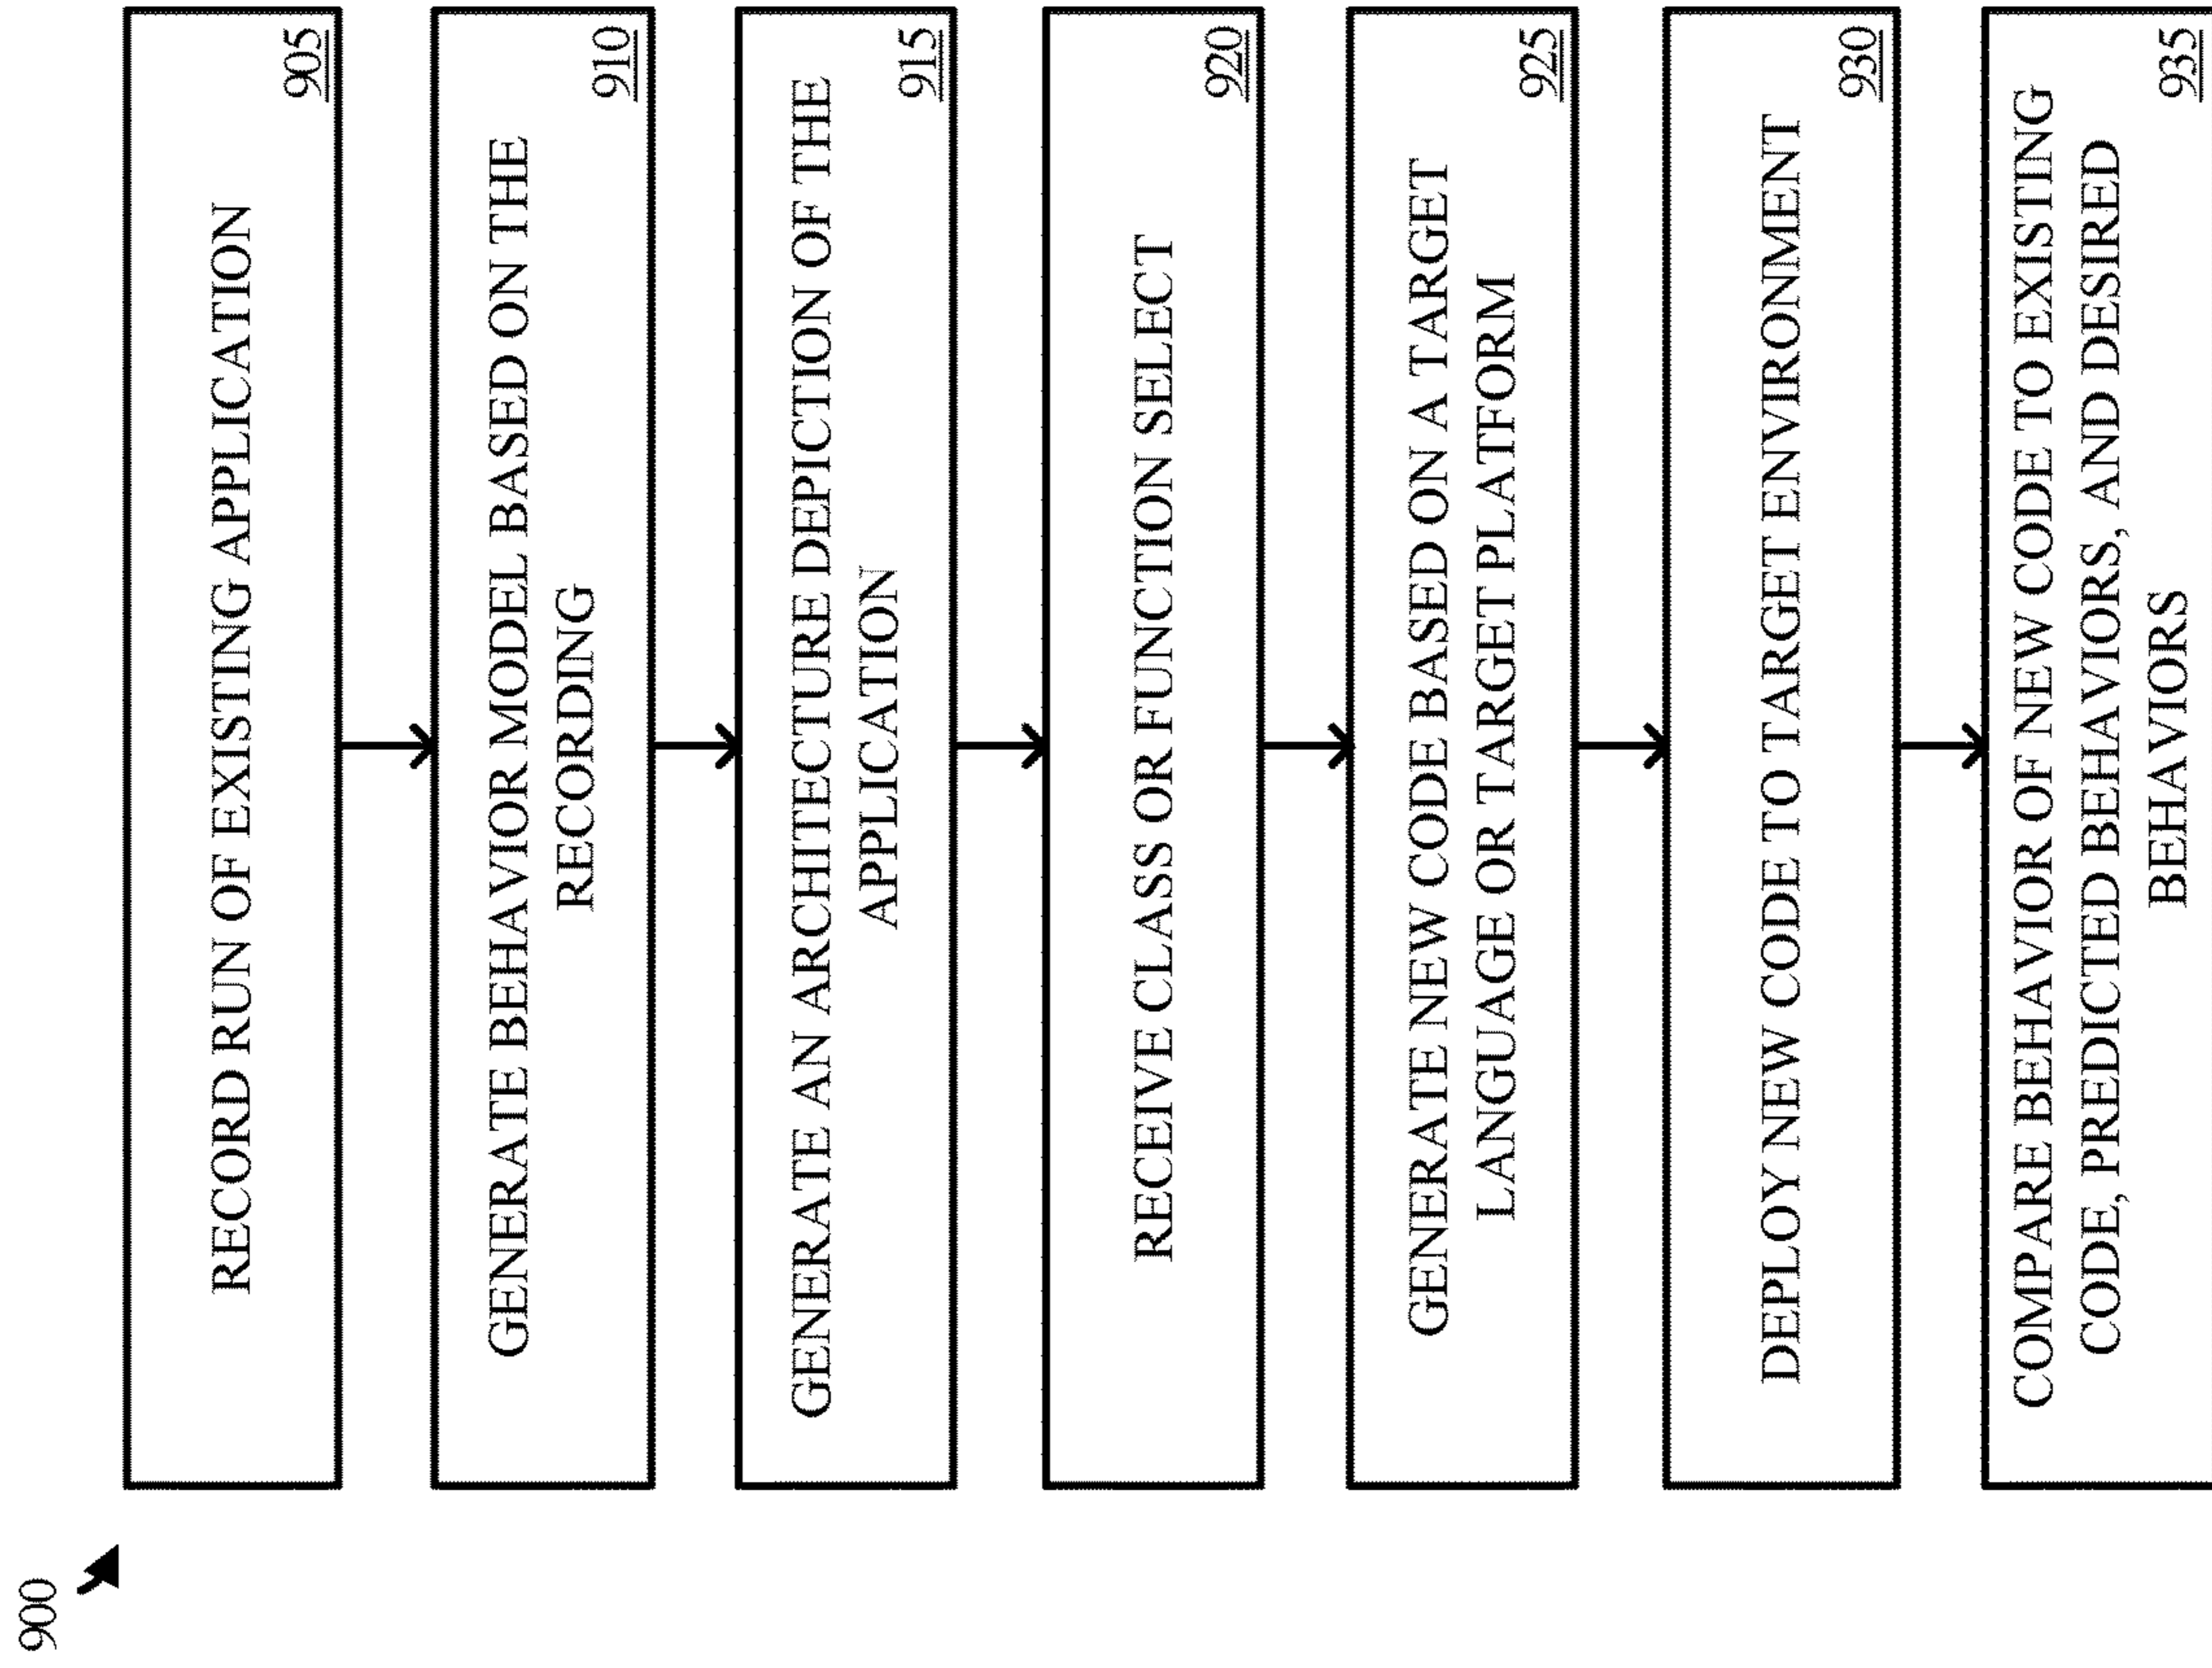 900
RECORD RUN OF EXISTING APPLICATION
905
GENERATE BEHAVIOR MODEL BASED ON THE
RECORDING
910
GENERATE AN ARCHITECTURE DEPICTION OF THE
APPLICATION
915
RECEIVE CLASS OR FUNCTION SELECT
920
GENERATE NEW CODE BASED ON A TARGET
LANGUAGE OR TARGET PLATFORM
925
DEPLOY NEW CODE TO TARGET ENVIRONMENT
930
COMPARE BEHAVIOR OF NEW CODE TO EXISTING
CODE, PREDICTED BEHAVIORS, AND DESIRED
BEHAVIORS
935